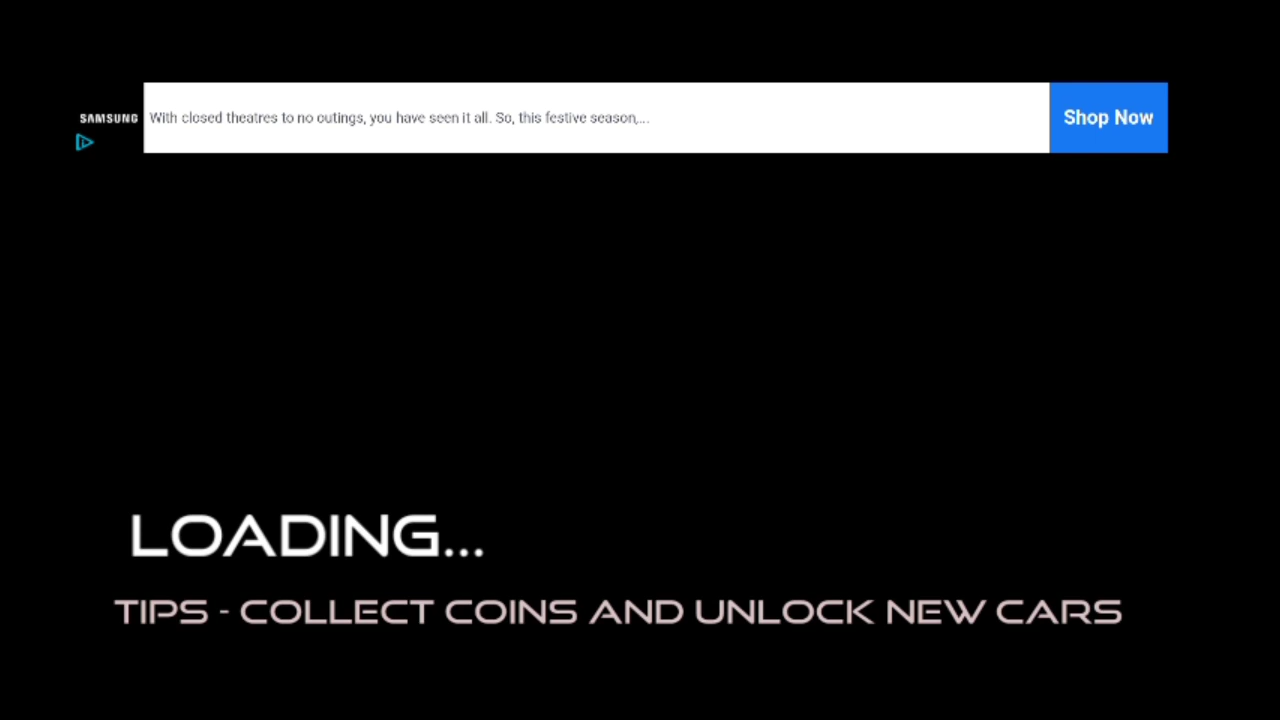 SAMSUNG
With closed theatres to no outings, you have seen it all. So, this festive season,...
Shop Now
LOADING...
TIPS - COLLECT COINS AND UNLOCK NEW CARS